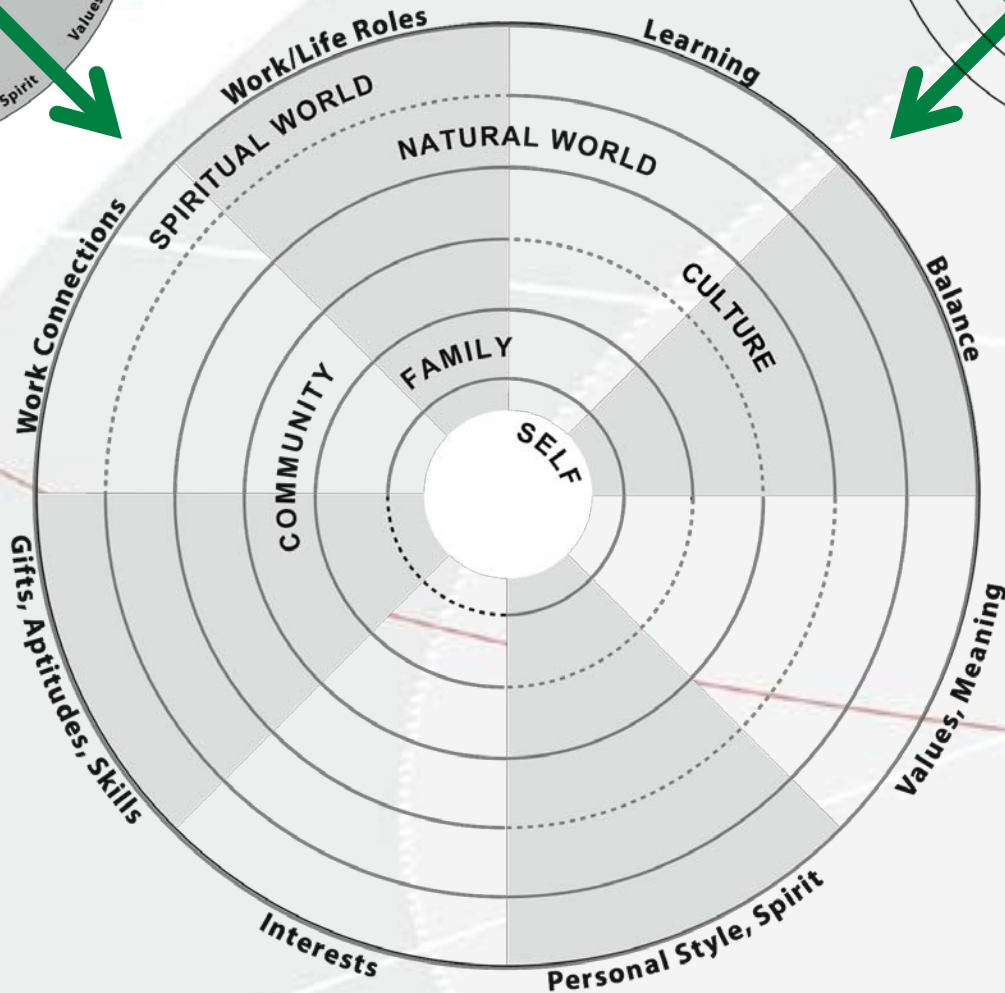 Values
Spirit
Work/Life Roles
Learning
SPIRITUAL WORLD
NATURAL WORLD
Work Connections
CULTURE
Balance
FAMILY
COMMUNITY
SELF
Gifts, Aptitudes, Skills
Values, Meaning
Interests
Personal Style, Spirit